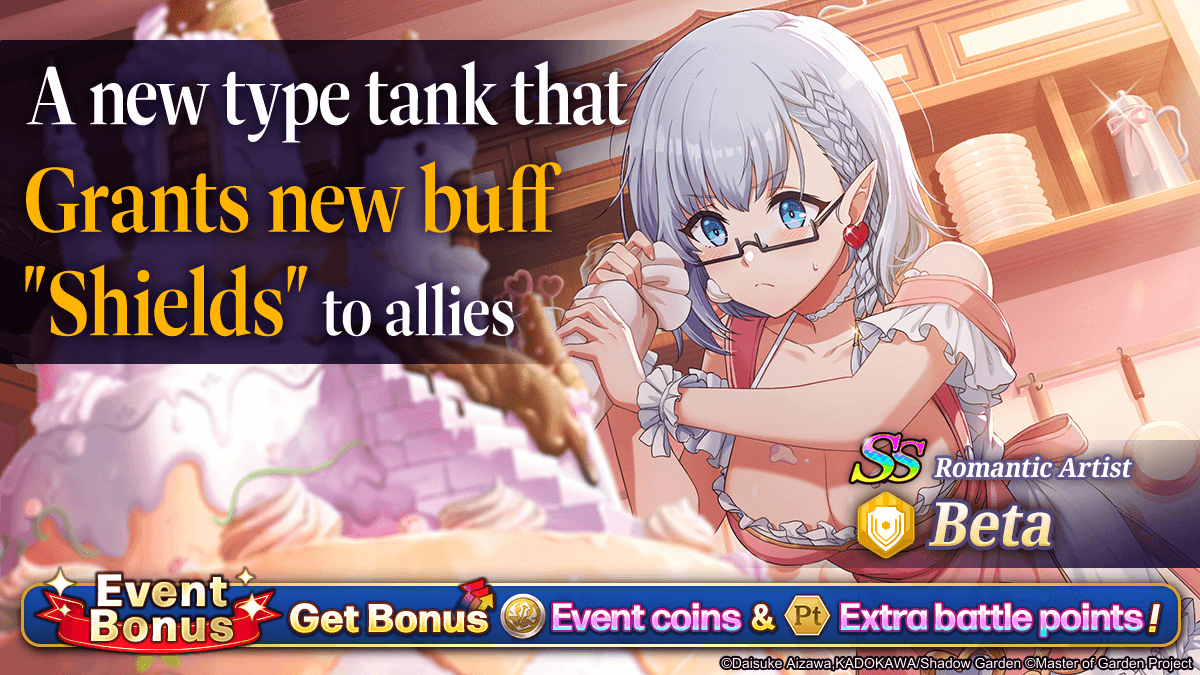 A new type tank that
Grants new buff
"Shields" to allies
SS Romantic Artist
Beta
Event
Bonus
Get Bonus Event coins & Pt Extra battle points!
©Daisuke Aizawa,KADOKAWA/Shadow Garden ©Master of Garden Project